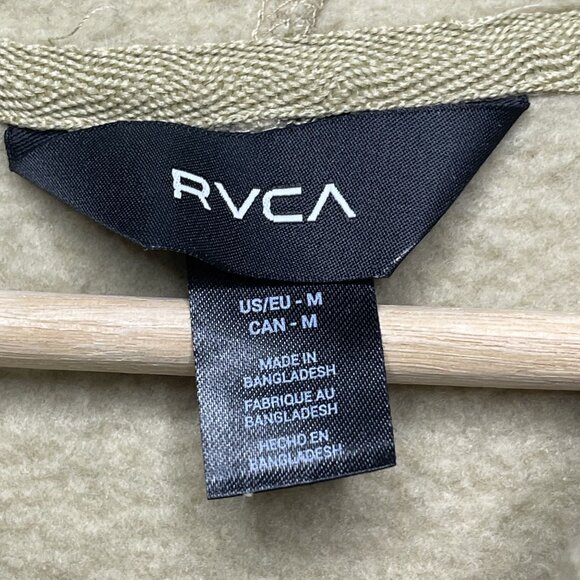 RVCA
US/EU - M
CAN - M
MADE IN
BANGLADESH
FABRIQUE AU
BANGLADESH
HECHO EN
BANGLADESH